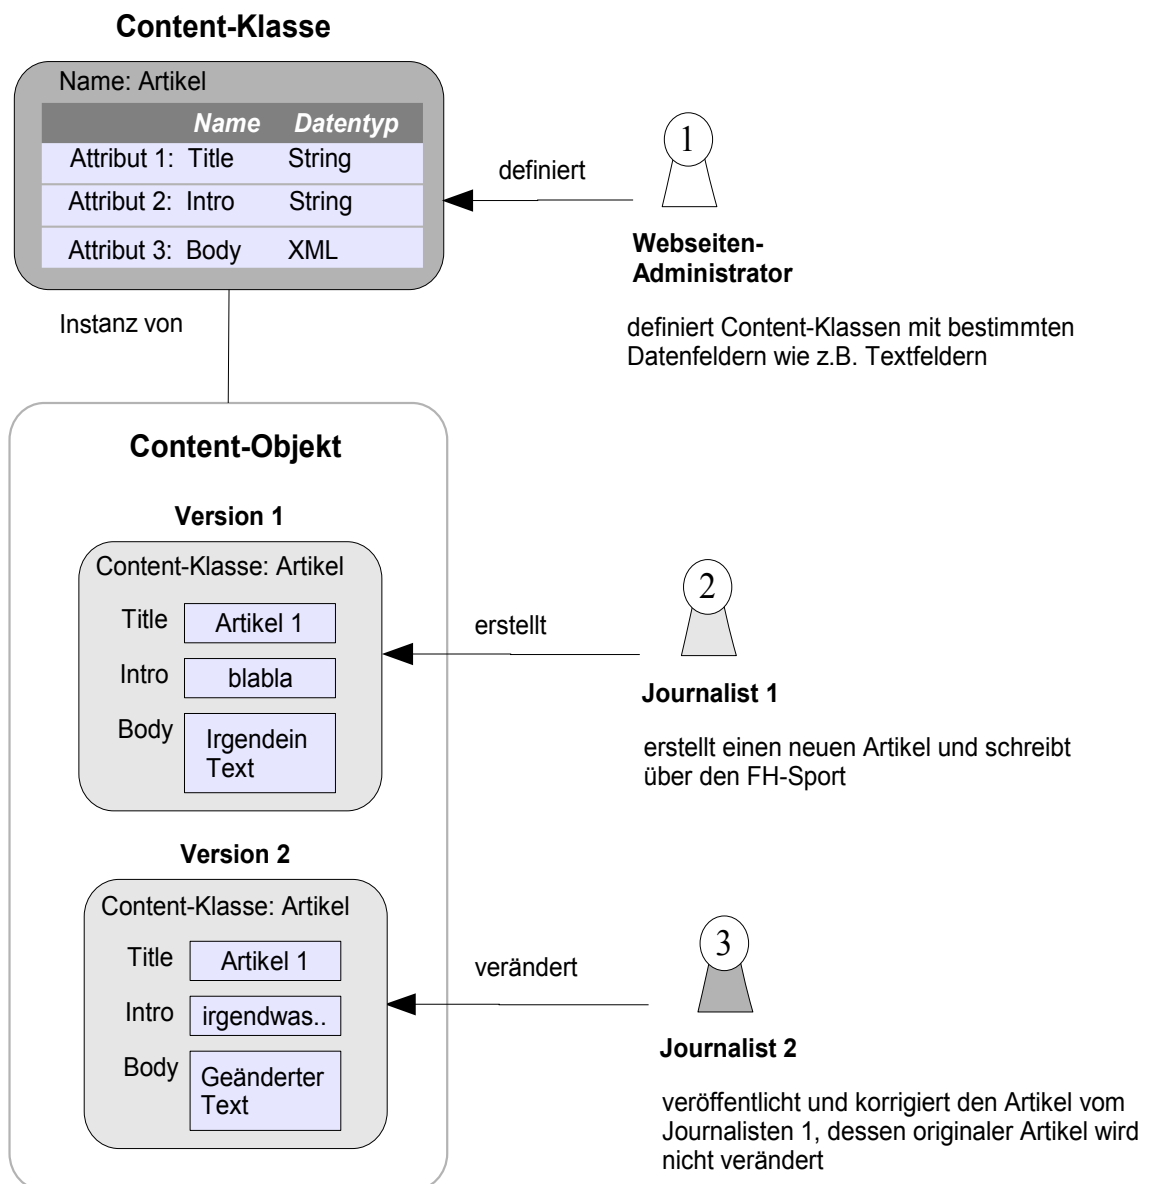 Content-Klasse
Name: Artikel
Name Datentyp
Attribut 1: Title String
Attribut 2: Intro String
Attribut 3: Body XML
definiert
1
Webseiten-
Administrator
definiert Content-Klassen mit bestimmten
Datenfeldern wie z.B. Textfeldern
Instanz von
Content-Objekt
Version 1
Content-Klasse: Artikel
Title Artikel 1
Intro blabla
Body Irgendein
Text
erstellt
2
Journalist 1
erstellt einen neuen Artikel und schreibt
über den FH-Sport
Version 2
Content-Klasse: Artikel
Title Artikel 1
Intro irgendwas..
Body Geänderter
Text
verändert
3
Journalist 2
veröffentlicht und korrigiert den Artikel vom
Journalisten 1, dessen originaler Artikel wird
nicht verändert